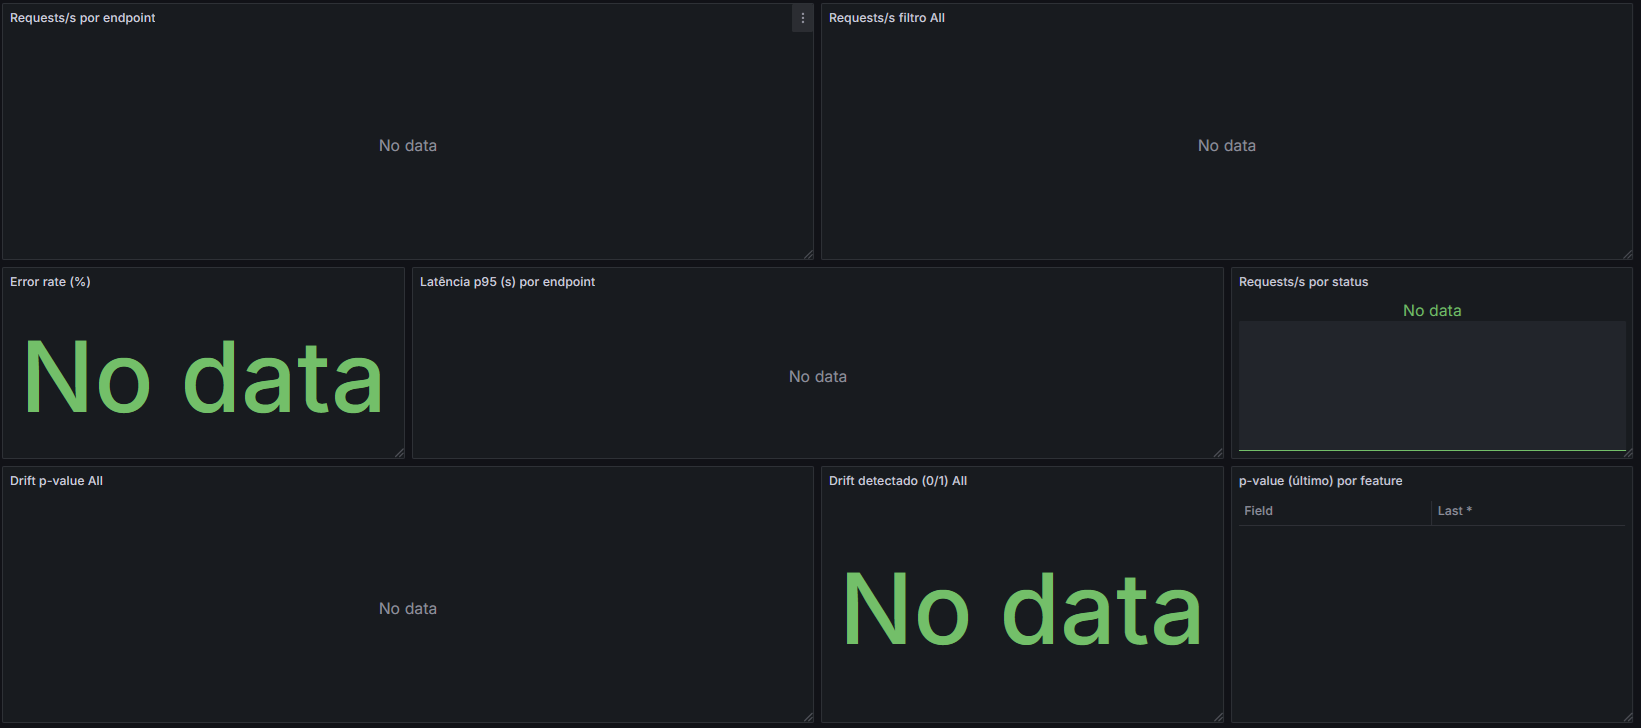 Requests/s por endpoint
Requests/s filtro All
No data
No data
Error rate (%)
No data
Latência p95 (s) por endpoint
No data
Requests/s por status
No data
Drift p-value All
No data
Drift detectado (0/1) All
No data
p-value (último) por feature
Field Last *